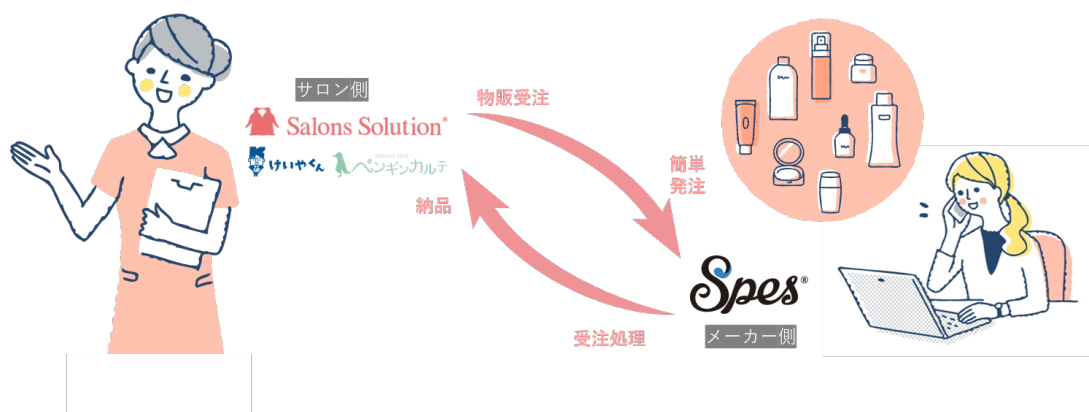 サロン側
Salons Solution®
けいやくん
ペンギンカルテ
物販受注
簡単
発注
納品
Spes®
メーカー側
受注処理